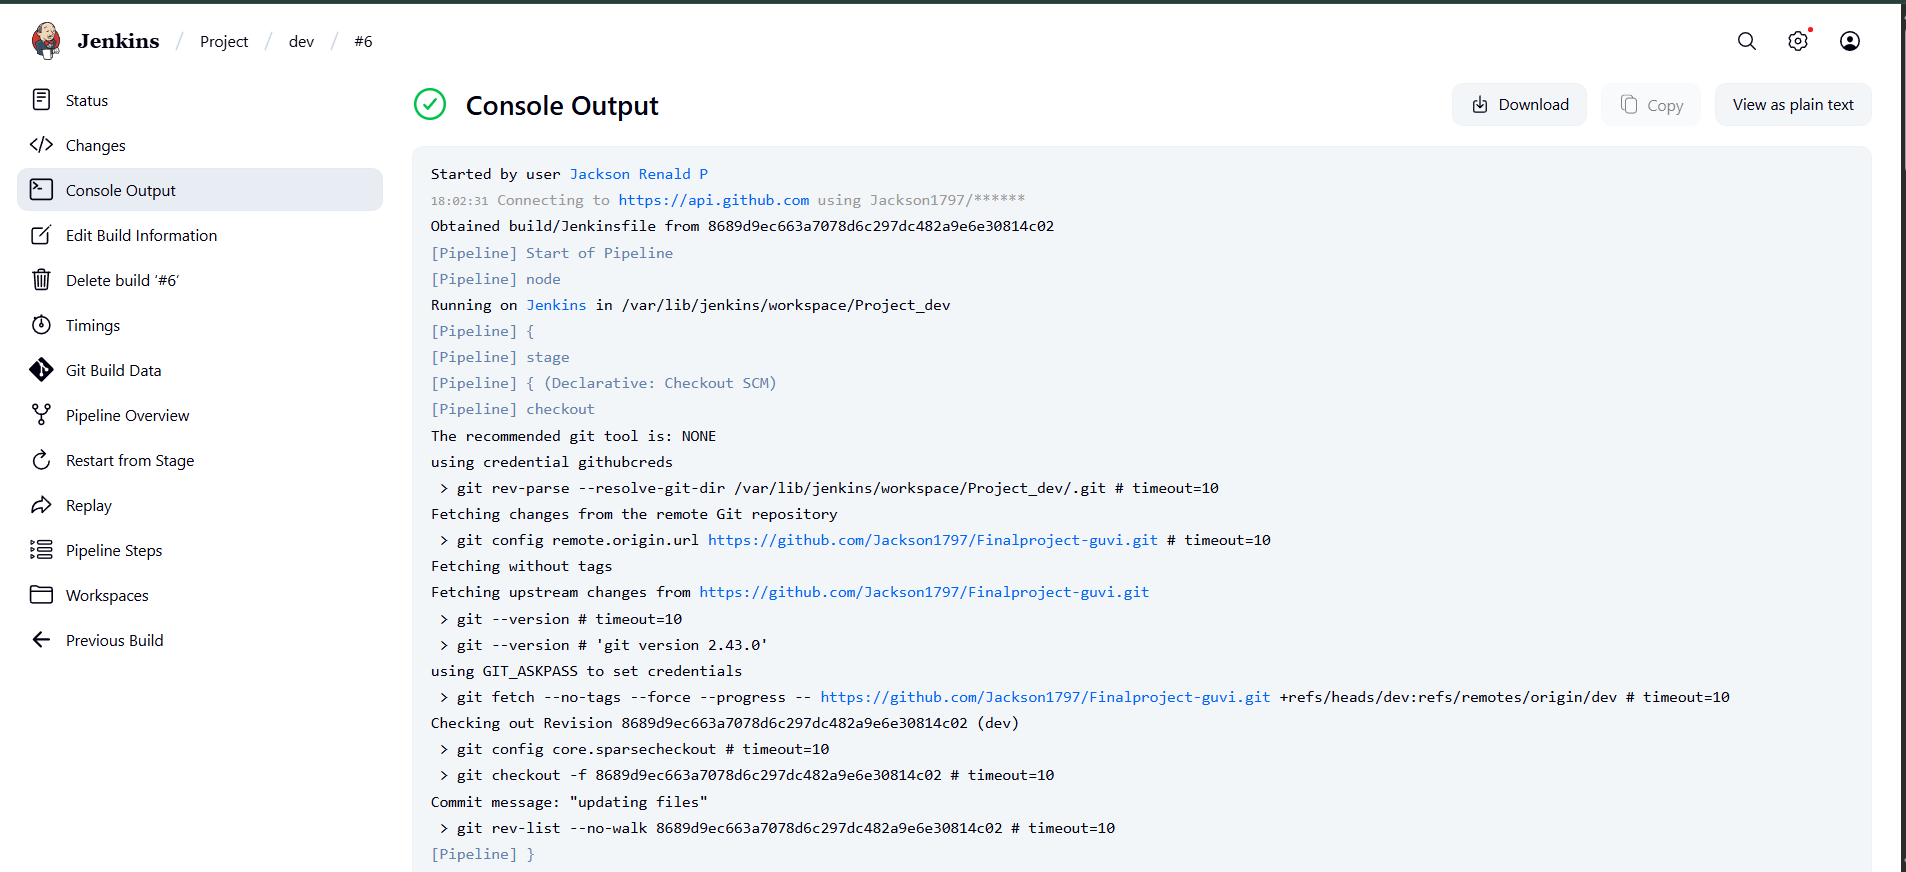 Jenkins / Project / dev / #6
Status
Changes
Console Output
Edit Build Information
Delete build ‘#6’
Timings
Git Build Data
Pipeline Overview
Restart from Stage
Replay
Pipeline Steps
Workspaces
Previous Build
Console Output
Download
Copy
View as plain text
Started by user Jackson Renald P
18:02:31 Connecting to https://api.github.com using Jackson1797/******
Obtained build/Jenkinsfile from 8689d9ec663a7078d6c297dc482a9e6e30814c02
[Pipeline] Start of Pipeline
[Pipeline] node
Running on Jenkins in /var/lib/jenkins/workspace/Project_dev
[Pipeline] {
[Pipeline] stage
[Pipeline] { (Declarative: Checkout SCM)
[Pipeline] checkout
The recommended git tool is: NONE
using credential githubcreds
> git rev-parse --resolve-git-dir /var/lib/jenkins/workspace/Project_dev/.git # timeout=10
Fetching changes from the remote Git repository
> git config remote.origin.url https://github.com/Jackson1797/Finalproject-guvi.git # timeout=10
Fetching without tags
Fetching upstream changes from https://github.com/Jackson1797/Finalproject-guvi.git
> git --version # timeout=10
> git --version # 'git version 2.43.0'
using GIT_ASKPASS to set credentials
> git fetch --no-tags --force --progress -- https://github.com/Jackson1797/Finalproject-guvi.git +refs/heads/dev:refs/remotes/origin/dev # timeout=10
Checking out Revision 8689d9ec663a7078d6c297dc482a9e6e30814c02 (dev)
> git config core.sparsecheckout # timeout=10
> git checkout -f 8689d9ec663a7078d6c297dc482a9e6e30814c02 # timeout=10
Commit message: "updating files"
> git rev-list --no-walk 8689d9ec663a7078d6c297dc482a9e6e30814c02 # timeout=10
[Pipeline] }